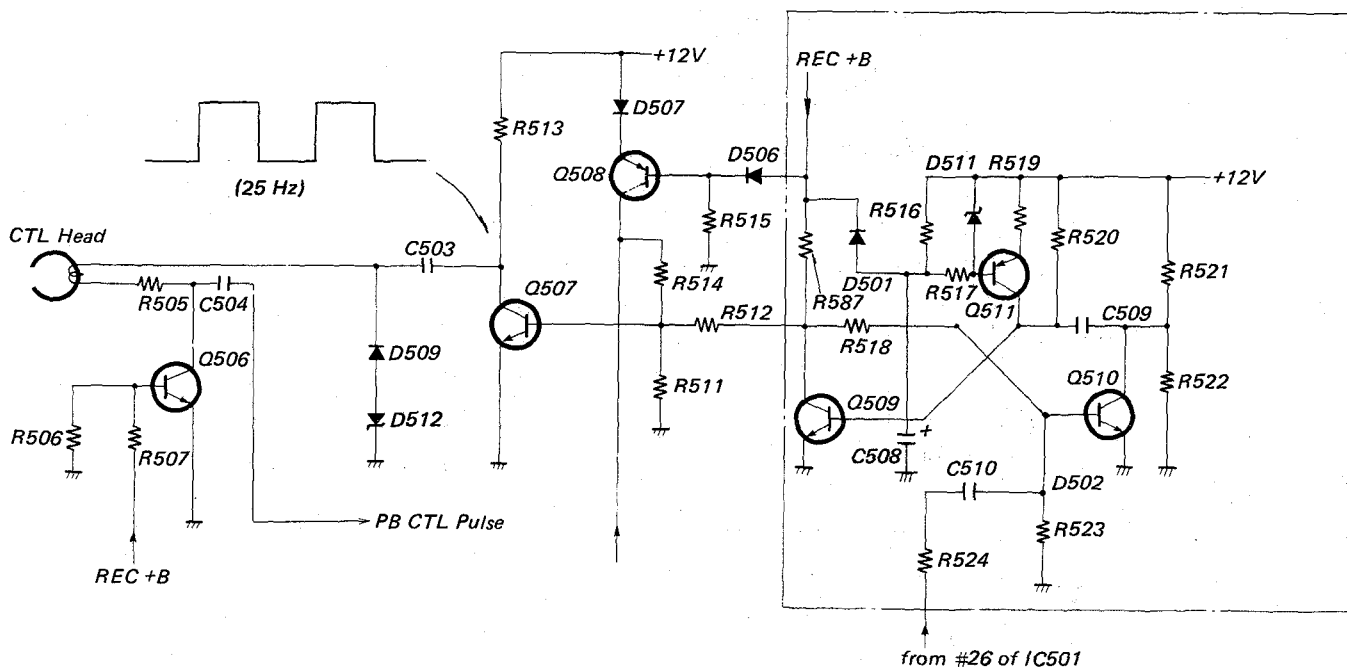 REC +B
+12V
D507
R513
D506
D511
R519
Q508
+12V
(25 Hz)
R516
R515
R520
CTL Head
C503
R521
D501
R517
R514
Q507
R587
Q511
R505
C504
R512
C509
R518
Q506
D509
Q510
R522
R511
Q509
D512
R506
R507
C508
+
C510
D502
PB CTL Pulse
R523
R524
REC +B
from #26 of IC501